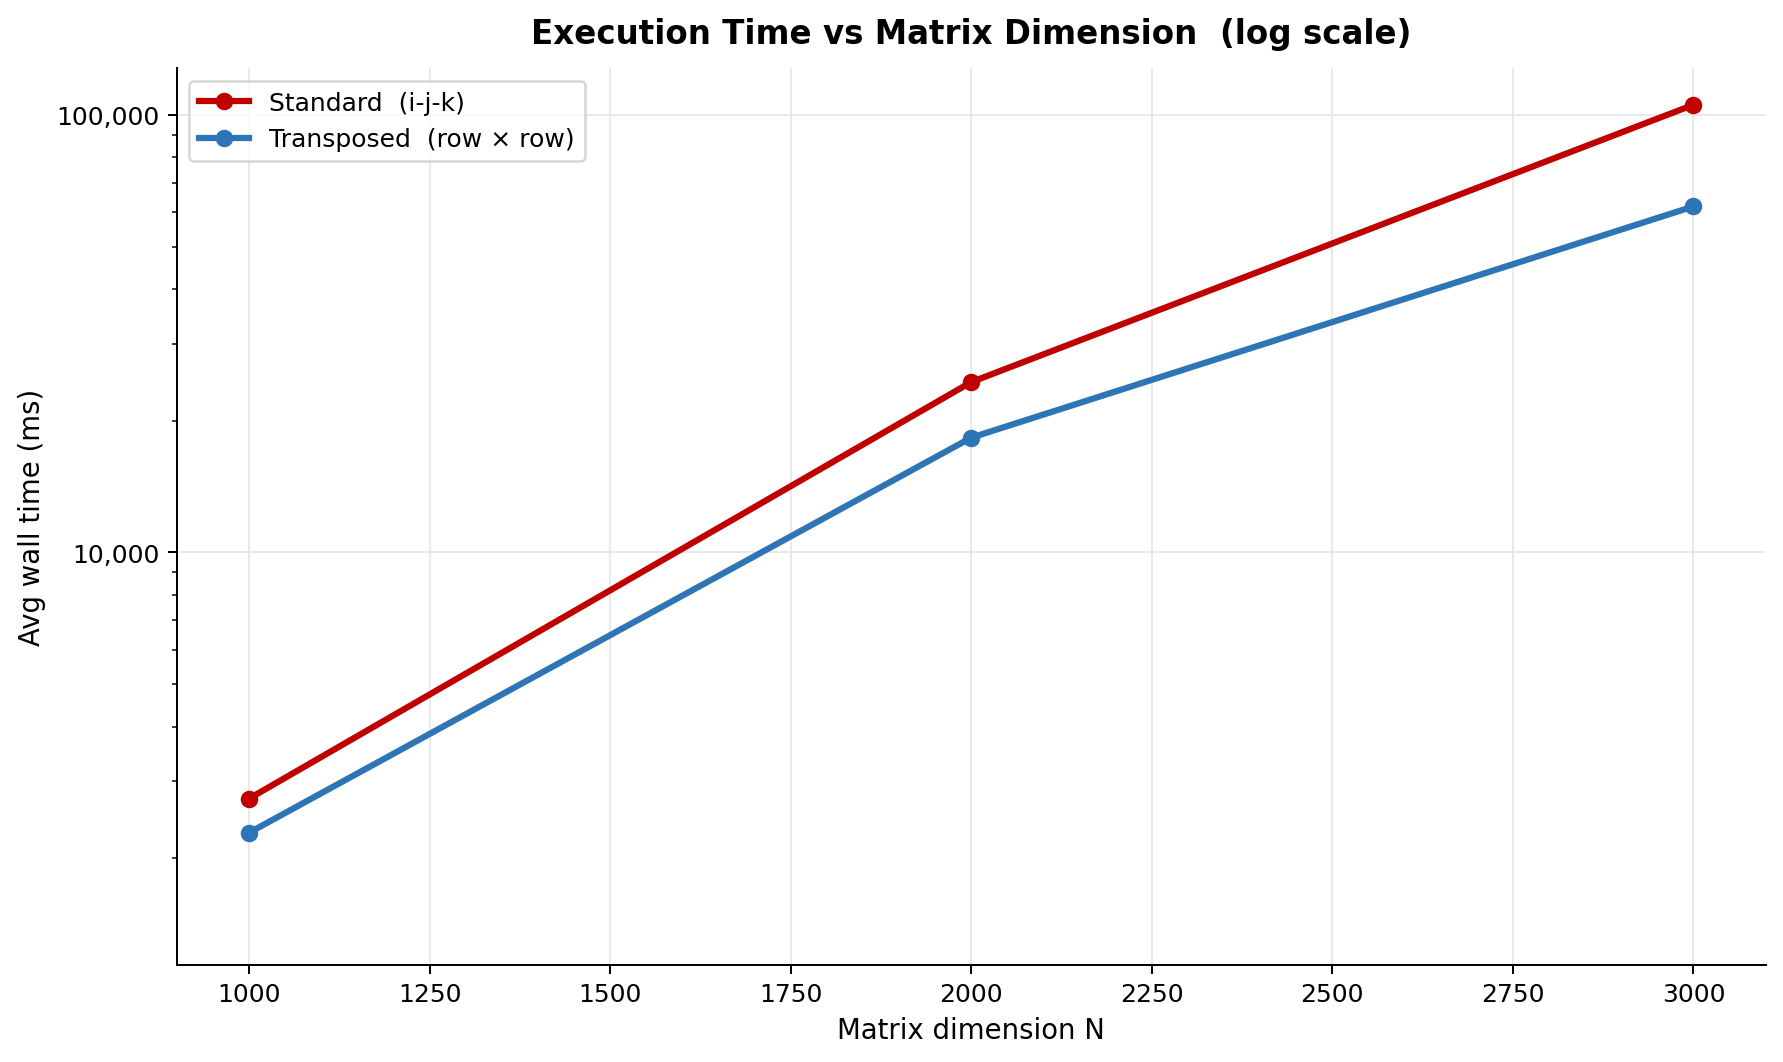 Execution Time vs Matrix Dimension  (log scale)
Standard  (i-j-k)
Transposed  (row × row)
100,000
10,000
Avg wall time (ms)
1000 1250 1500 1750 2000 2250 2500 2750 3000
Matrix dimension N